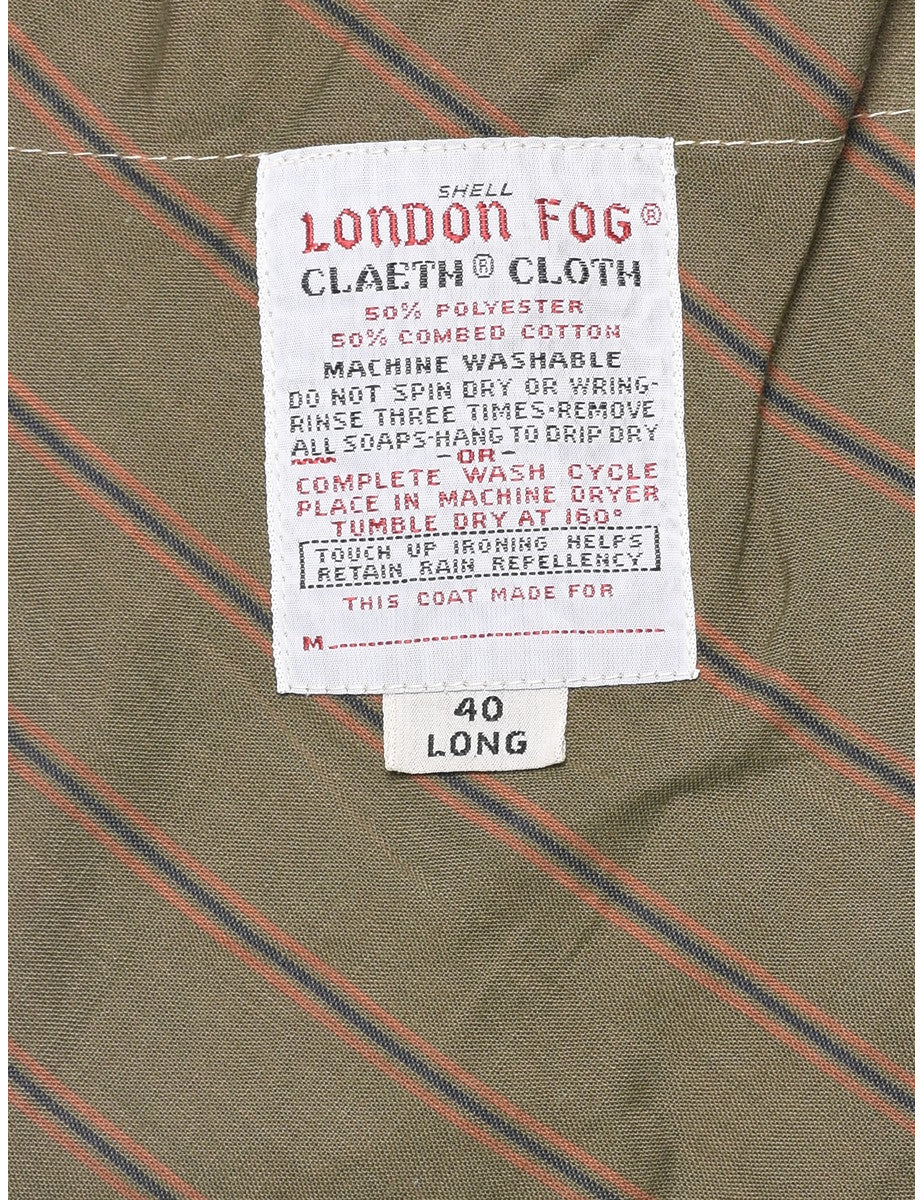 SHELL
LONDON FOG®
CLAETH® CLOTH
50% POLYESTER
50% COMBED COTTON
MACHINE WASHABLE
DO NOT SPIN DRY OR WRING-
RINSE THREE TIMES-REMOVE
ALL SOAPS-HANG TO DRIP DRY
-OR-
COMPLETE WASH CYCLE
PLACE IN MACHINE DRYER
TUMBLE DRY AT 160°
TOUCH UP IRONING HELPS
RETAIN RAIN REPELLENCY
THIS COAT MADE FOR
M
40
LONG